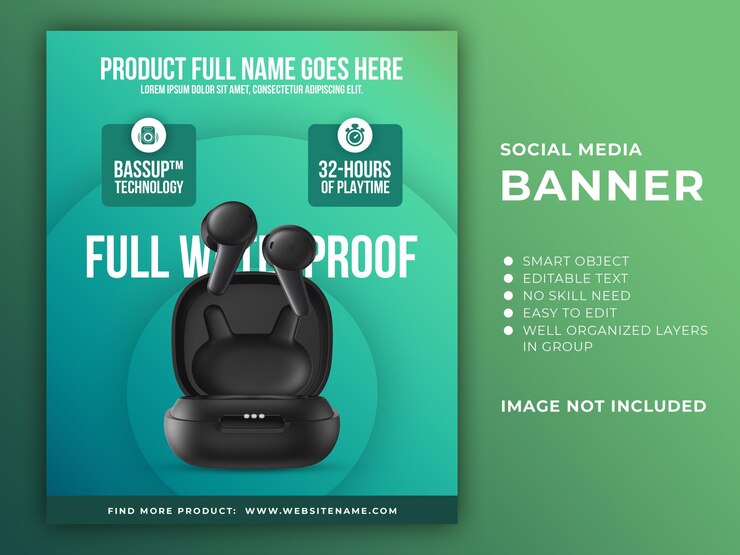 PRODUCT FULL NAME GOES HERE
LOREM IPSUM DOLOR SIT AMET, CONSECTETUR ADIPISCING ELIT.
BASSUP™
TECHNOLOGY
32-HOURS
OF PLAYTIME
FULL WATERPROOF
FIND MORE PRODUCT: WWW.WEBSITENAME.COM
SOCIAL MEDIA
BANNER
SMART OBJECT
EDITABLE TEXT
NO SKILL NEED
EASY TO EDIT
WELL ORGANIZED LAYERS
IN GROUP
IMAGE NOT INCLUDED